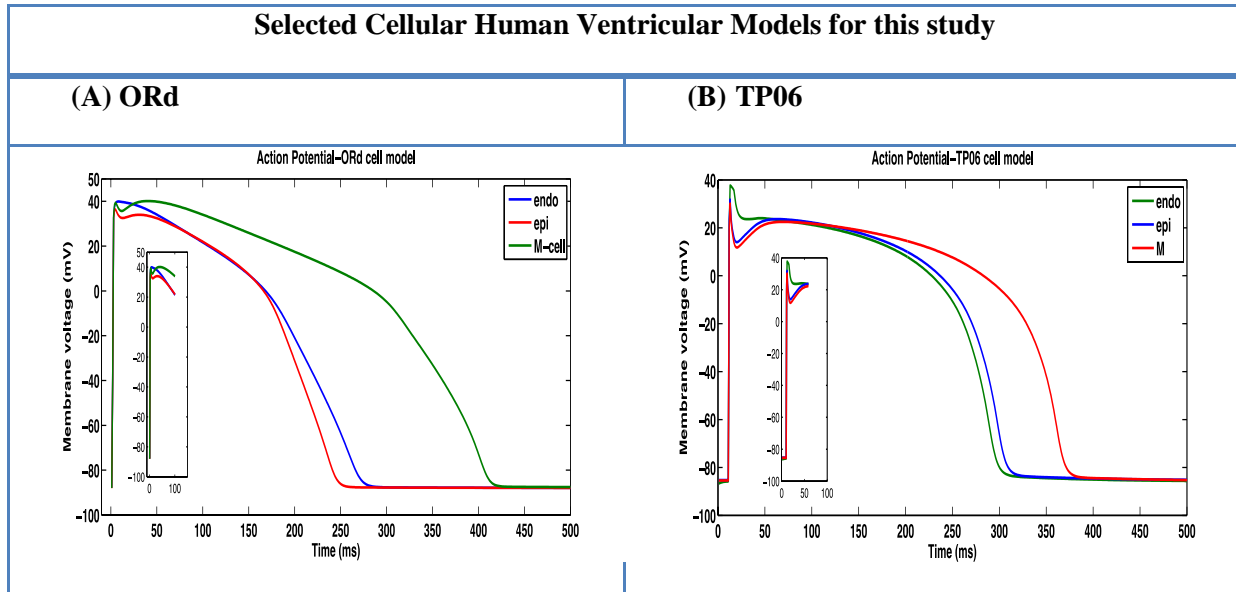 Selected Cellular Human Ventricular Models for this study
(A) ORd
(B) TP06
Action Potential-ORd cell model
Membrane voltage (mV)
50
40
20
0
−20
−40
−60
−80
−100
endo
epi
M-cell
50
40
20
0
−20
−40
−60
−80
−100
0 100
0 50 100 150 200 250 300 350 400 450 500
Time (ms)
Action Potential-TP06 cell model
Membrane voltage (mV)
40
20
0
−20
−40
−60
−80
−100
endo
epi
M
40
20
0
−20
−40
−60
−80
−100
0 50 100
0 50 100 150 200 250 300 350 400 450 500
Time (ms)